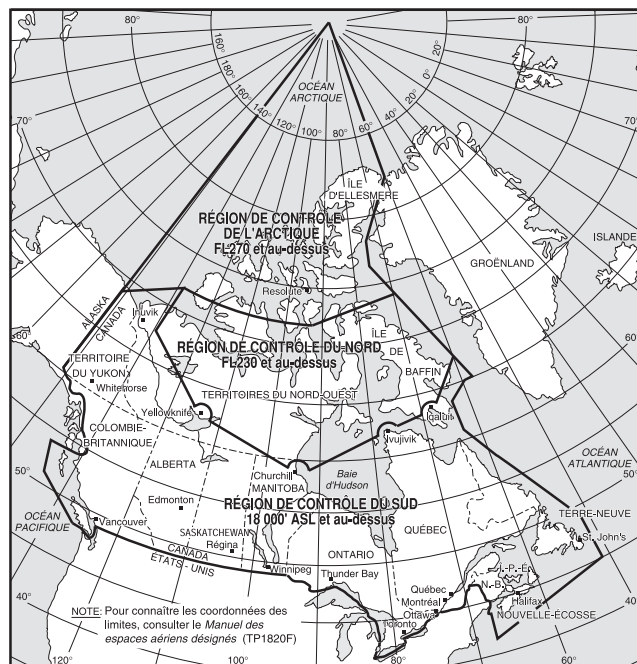 80°
80°
160°
160°
140°
140°
120°
100°
80°
60°
40°
20°
0°
OCÉAN
ARCTIQUE
70°
70°
ÎLE
D'ELLESMERE
RÉGION DE CONTRÔLE
DE L'ARCTIQUE
FL270 et au-dessus
GROËNLAND
ISLANDE
Resolute
ALASKA
CANADA
Inuvik
60°
60°
RÉGION DE CONTRÔLE DU NORD
FL230 et au-dessus
ÎLE
DE
BAFFIN
TERRITOIRE
DU YUKON
Whitehorse
TERRITOIRES DU NORD-OUEST
Yellowknife
Iqaluit
Ivujivik
COLOMBIE-
BRITANNIQUE
ALBERTA
Churchill
MANITOBA
Baie
d'Hudson
OCÉAN
ATLANTIQUE
50°
50°
RÉGION DE CONTRÔLE DU SUD
18 000' ASL et au-dessus
Edmonton
OCÉAN
PACIFIQUE
Vancouver
TERRE-NEUVE
St. John's
QUÉBEC
SASKATCHEWAN
Régina
CANADA
ÉTATS - UNIS
ONTARIO
Winnipeg
Thunder Bay
Î.-P.-É.
N.-B.
Québec
Montréal
Ottawa
Toronto
Halifax
NOUVELLE-ÉCOSSE
40°
40°
NOTE: Pour connaître les coordonnées des
limites, consulter le Manuel des
espaces aériens désignés (TP1820F)
120°
100°
80°
60°